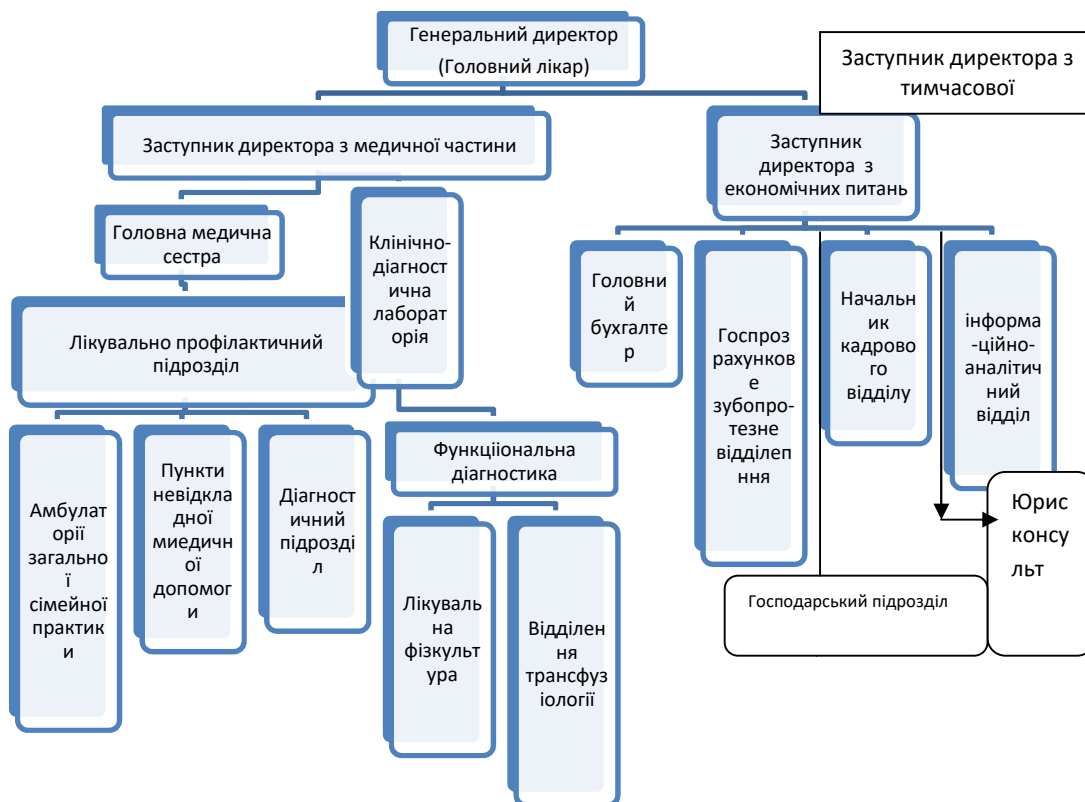 Генеральний директор
(Головний лікар)
Заступник директора з
тимчасової
Заступник директора з медичної частини
Заступник
директора з
економічних питань
Головна медична
сестра
Клінічно-
діагност
ична
лаборат
орія
Головни
й
бухгалте
р
Госпроз
рахунков
е
зубопро-
тезне
відділеп
ння
Начальн
ик
кадрово
го
відділу
інформа
-ційно-
аналітич
ний
відділ
Лікувально профілактичний
підрозділ
Функцііональна
діагностика
Амбулат
орії
загально
ї
сімейної
практик
и
Пункти
невідкла
дної
миедич­но
ї
допомог
и
Діагност
ичний
підрозді
л
Лікуваль
на
фізкульт
ура
Відділен
ня
трансфуз
іології
Юрис
консу
льт
Господарський підрозділ